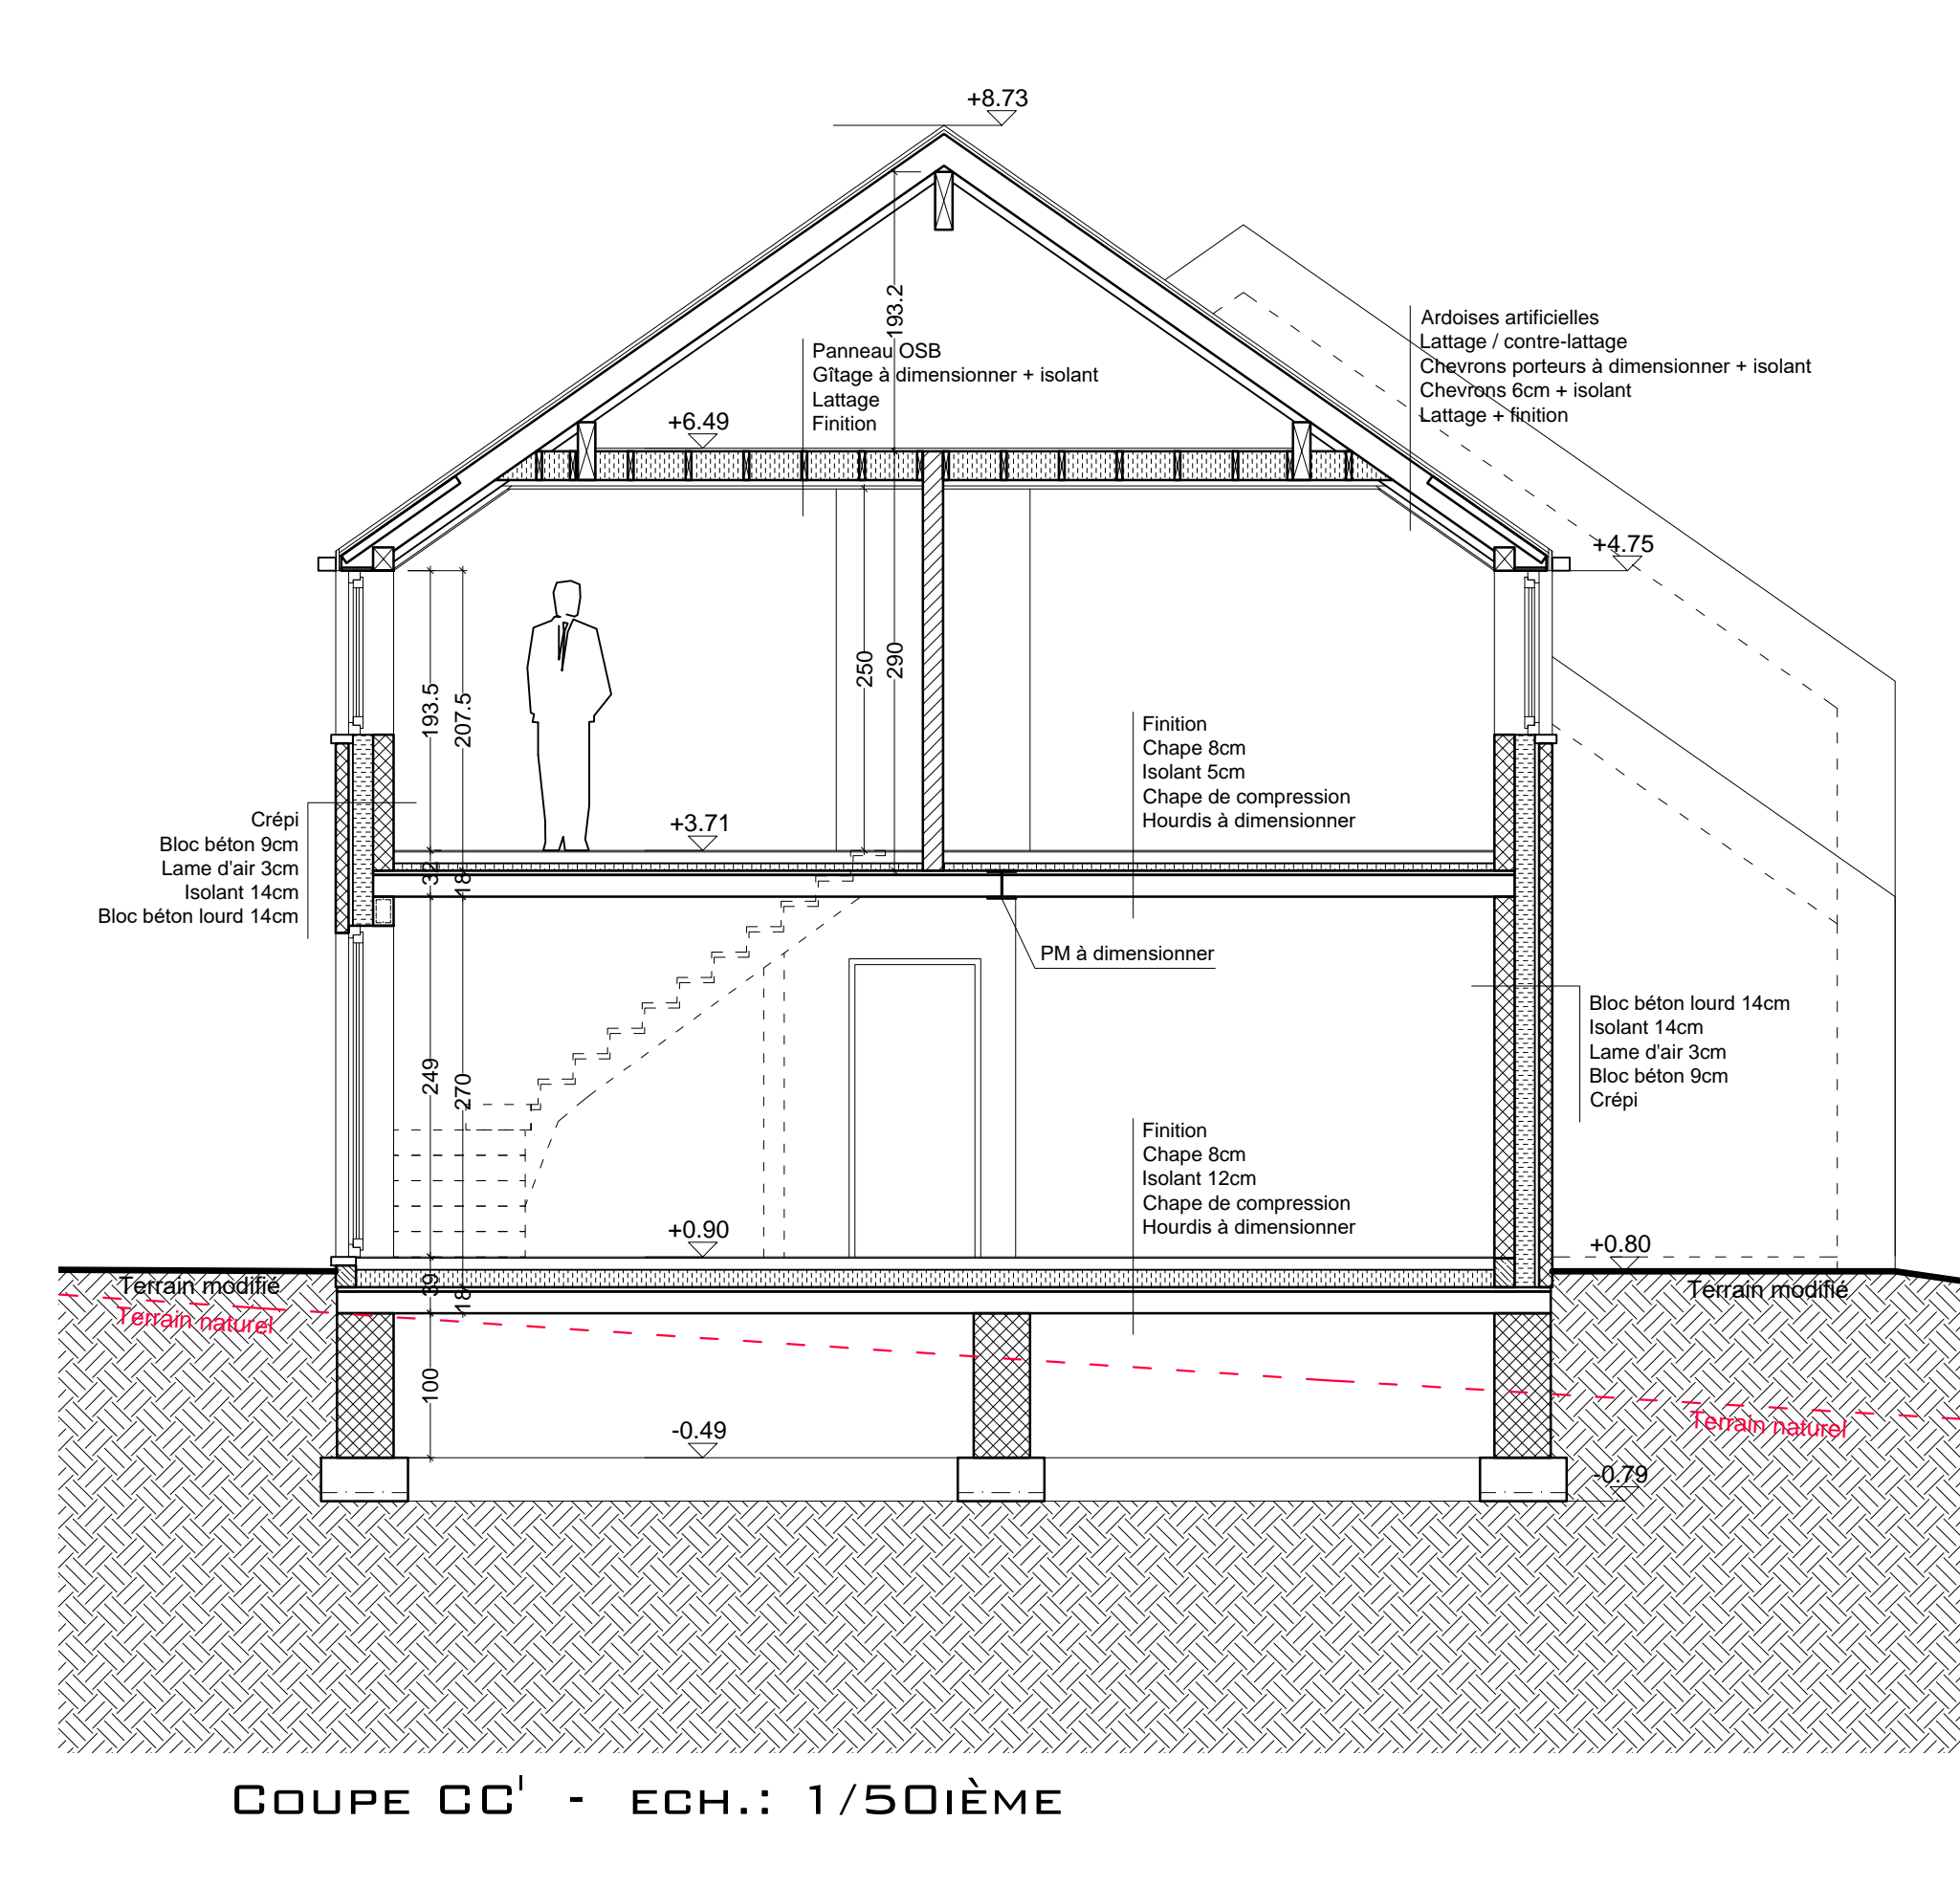 +8.73
193.2
Ardoises artificielles
Lattage / contre-lattage
Chevrons porteurs à dimensionner + isolant
Chevrons 6cm + isolant
Lattage + finition
Panneau OSB
Gîtage à dimensionner + isolant
Lattage
Finition
+6.49
+4.75
193.5
207.5
250
290
Finition
Chape 8cm
Isolant 5cm
Chape de compression
Hourdis à dimensionner
Crépi
Bloc béton 9cm
Lame d'air 3cm
Isolant 14cm
Bloc béton lourd 14cm
+3.71
32
18
PM à dimensionner
Bloc béton lourd 14cm
Isolant 14cm
Lame d'air 3cm
Bloc béton 9cm
Crépi
249
270
Finition
Chape 8cm
Isolant 12cm
Chape de compression
Hourdis à dimensionner
+0.90
+0.80
39
18
Terrain modifié
Terrain naturel
Terrain modifié
Terrain naturel
100
-0.49
-0.79
Coupe CC' - ech.: 1/50ième